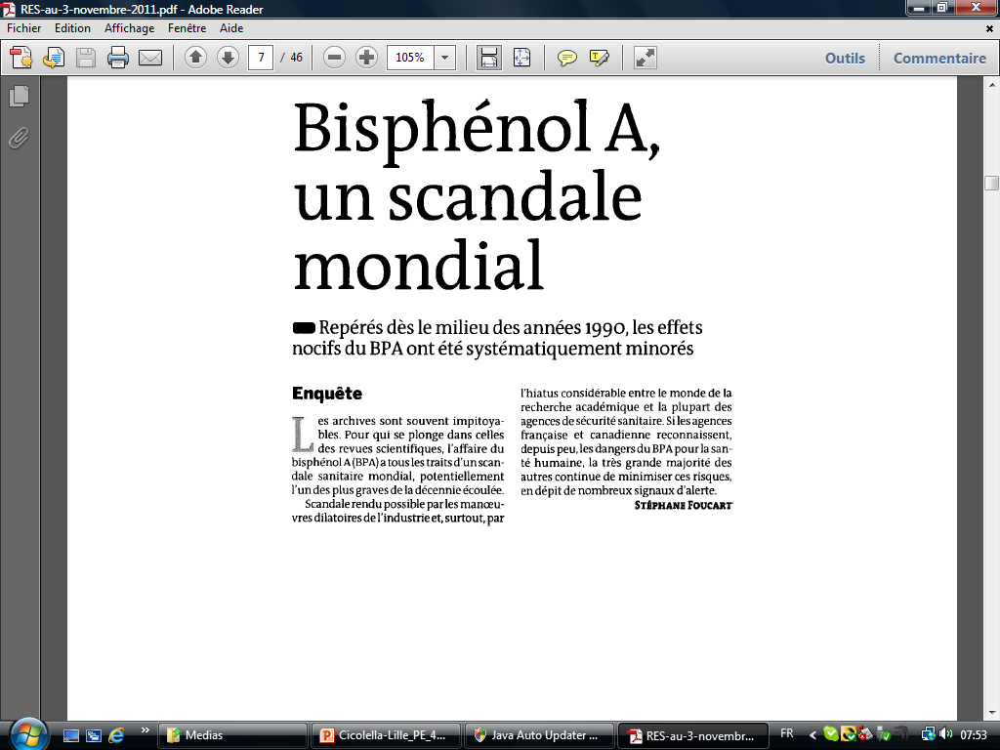 RES-au-3-novembre-2011.pdf - Adobe Reader
Fichier Edition Affichage Fenêtre Aide
7 / 46 105% Outils Commentaire
Bisphénol A,
un scandale
mondial
Repérés dès le milieu des années 1990, les effets
nocifs du BPA ont été systématiquement minorés
Enquête
Les archives sont souvent impitoya-
bles. Pour qui se plonge dans celles
des revues scientifiques, l'affaire du
bisphénol A (BPA) a tous les traits d'un scan-
dale sanitaire mondial, potentiellement
l'un des plus graves de la décennie écoulée.
Scandale rendu possible par les manœu-
vres dilatoires de l'industrie et, surtout, par
l'hiatus considérable entre le monde de la
recherche académique et la plupart des
agences de sécurité sanitaire. Si les agences
française et canadienne reconnaissent,
depuis peu, les dangers du BPA pour la san-
té humaine, la très grande majorité des
autres continue de minimiser ces risques,
en dépit de nombreux signaux d'alerte.
STÉPHANE FOUCART
» Medias Cicolella-Lille_PE_4... Java Auto Updater ... RES-au-3-novembr... FR < 07:53